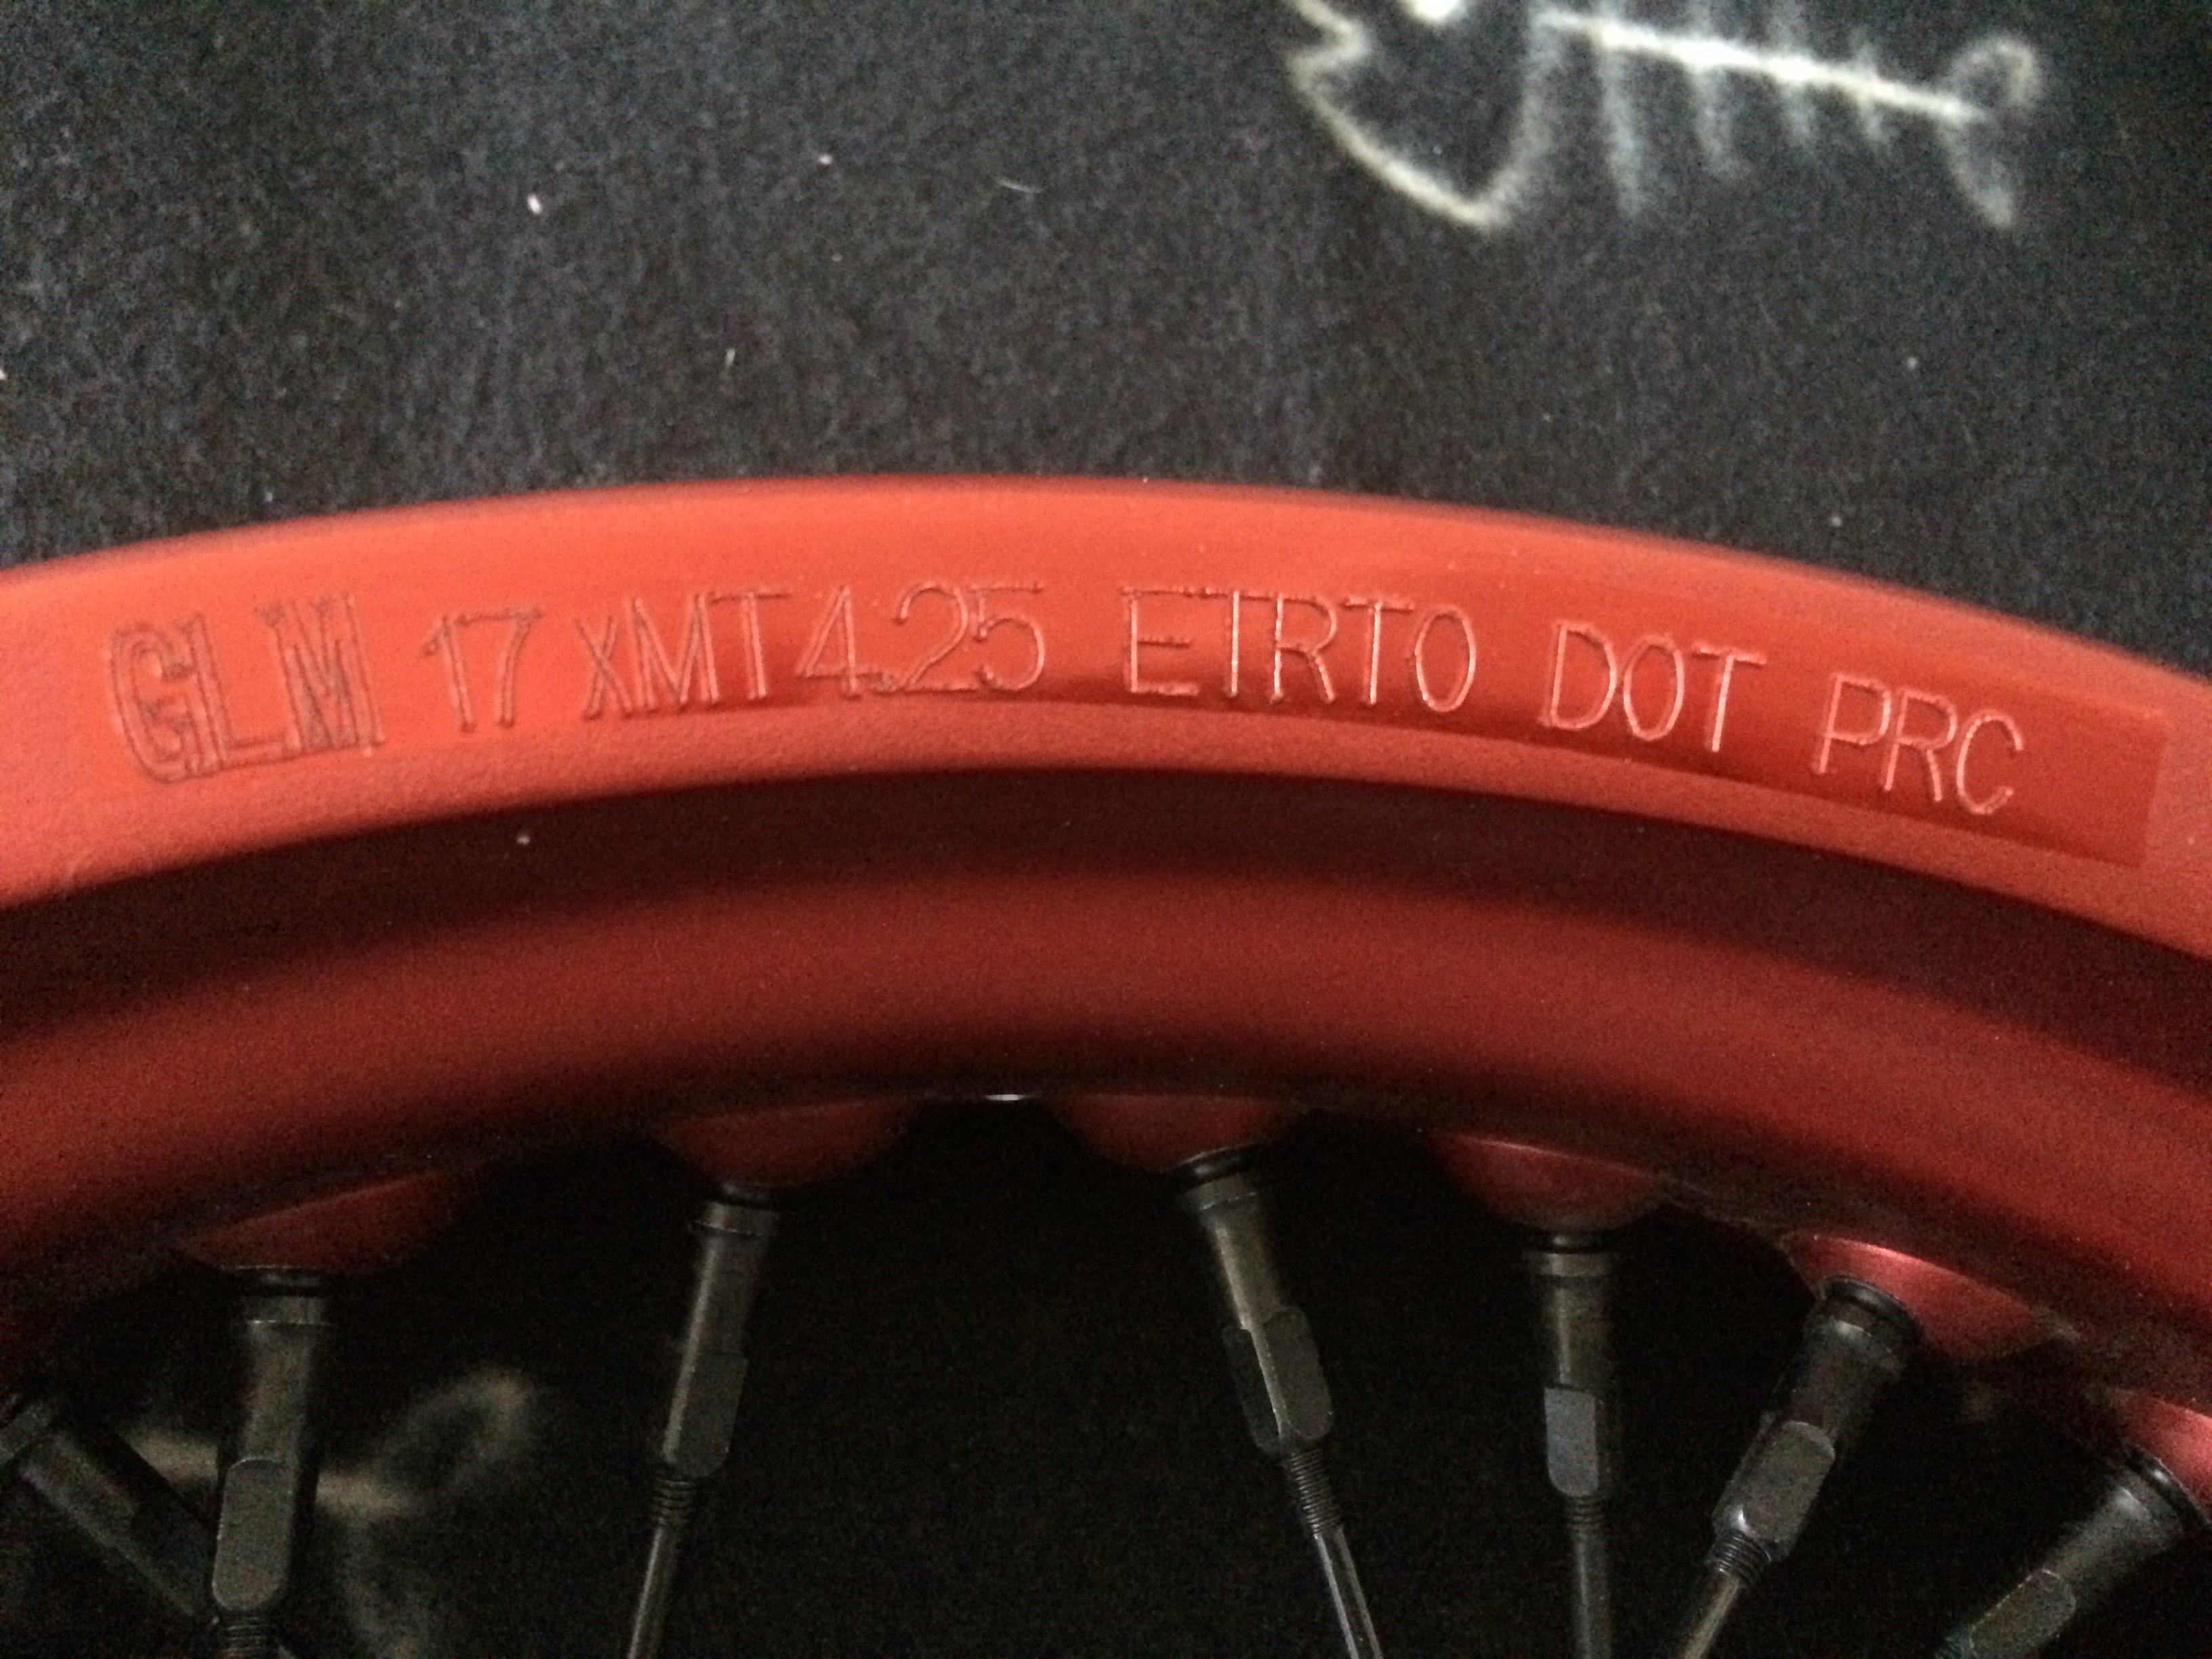 GLM 17 XMT4.25 ETRTO DOT PRC